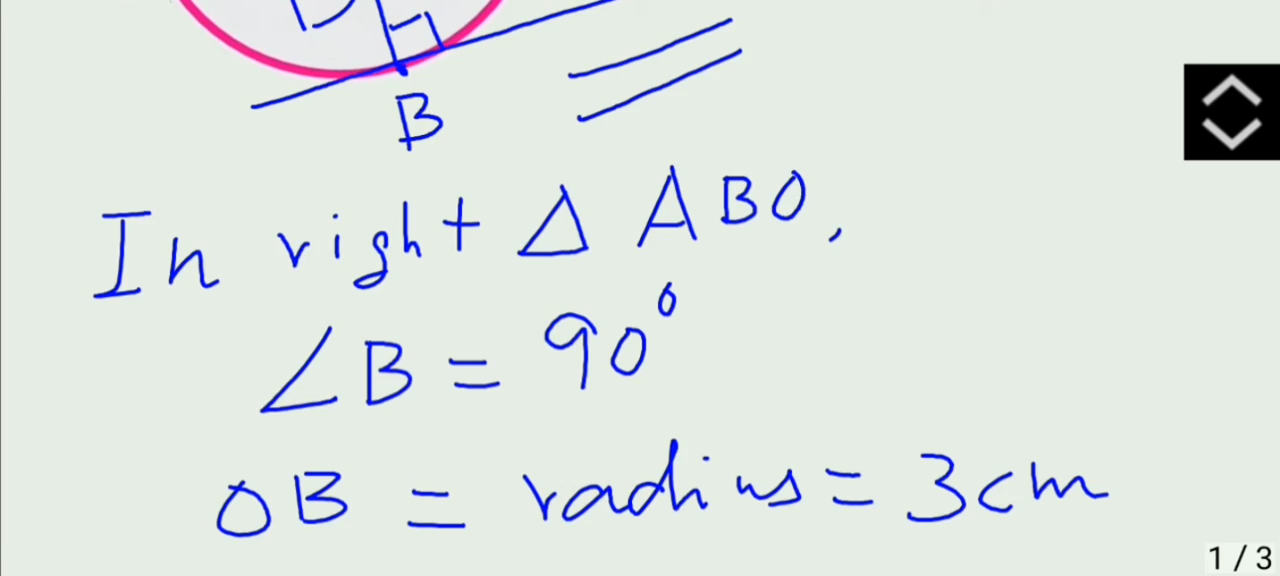 B
In right Δ ABO,
∠B = 90°
OB = radius = 3cm
1/3